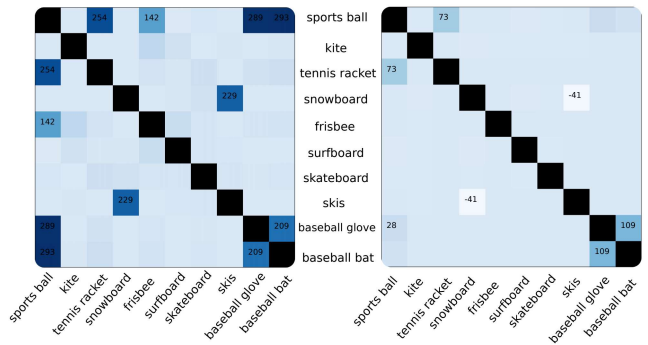 254 142 289 293 sports ball 73
kite
254 tennis racket 73
229 snowboard -41
142 frisbee
surfboard
skateboard
229 skis -41
289 209 baseball glove 28 109
293 209 baseball bat 109
sports ball kite tennis racket snowboard frisbee surfboard skateboard skis baseball glove baseball bat sports ball kite tennis racket snowboard frisbee surfboard skateboard skis baseball glove baseball bat